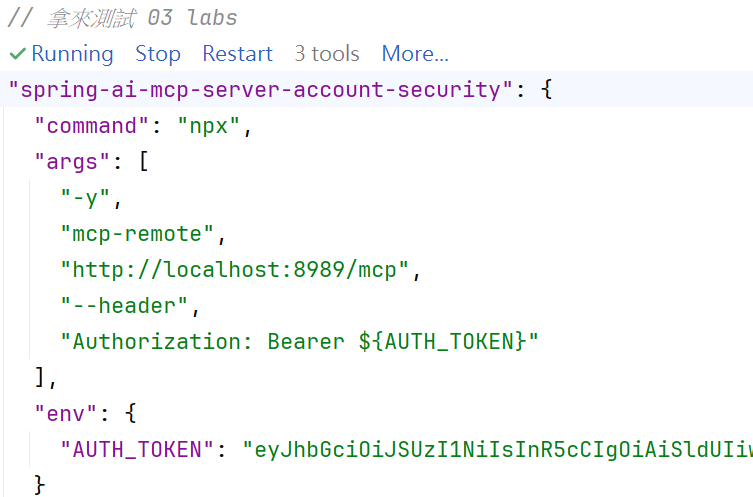 // 拿來測試 03 labs
Running Stop Restart 3 tools More...
"spring-ai-mcp-server-account-security": {
"command": "npx",
"args": [
"-y",
"mcp-remote",
"http://localhost:8989/mcp",
"--header",
"Authorization: Bearer ${AUTH_TOKEN}"
],
"env": {
"AUTH_TOKEN": "eyJhbGciOiJSUzI1NiIsInR5cCIgOiAiSldUIiw
}